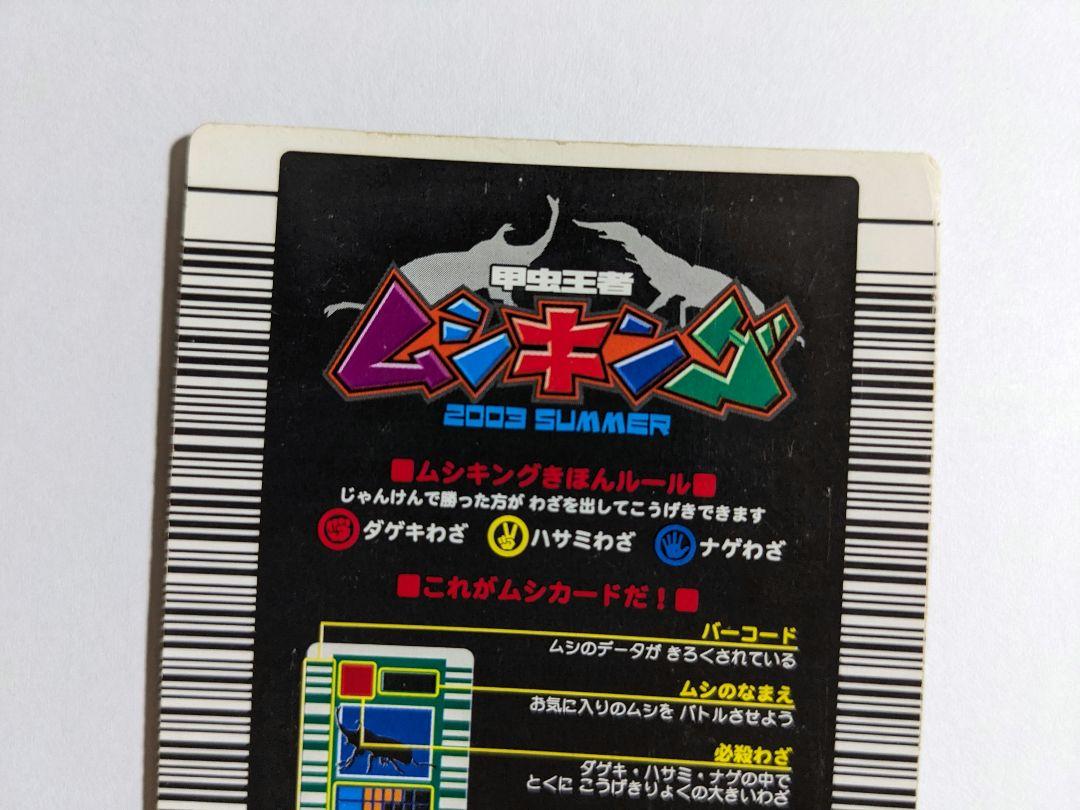 甲虫王者
ムシキング
2003 SUMMER
■ムシキングきほんルール■
じゃんけんで勝った方が わざを出してこうげきできます
ダゲキわざ ハサミわざ ナゲわざ
■これがムシカードだ！■
バーコード
ムシのデータが きろくされている
ムシのなまえ
お気に入りのムシを バトルさせよう
必殺わざ
ダゲキ・ハサミ・ナゲの中で
とくに こうげきりょくの大きいわざ